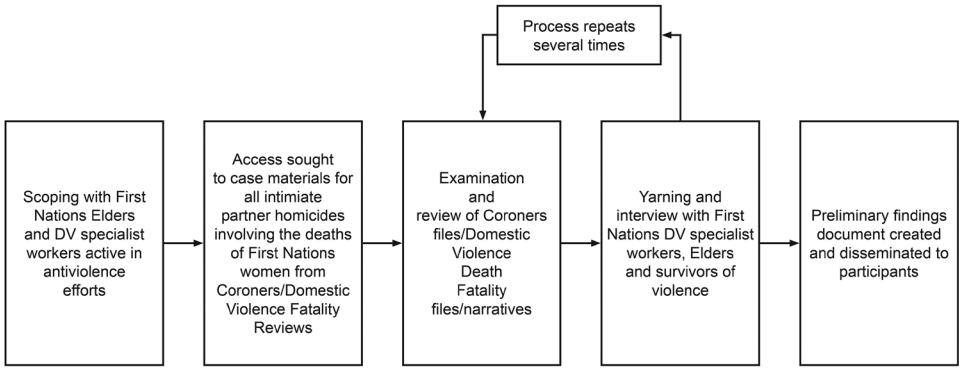 Process repeats
several times
Scoping with First
Nations Elders
and DV specialist
workers active in
antiviolence
efforts
Access sought
to case materials for
all intimiate
partner homicides
involving the deaths
of First Nations
women from
Coroners/Domestic
Violence Fatality
Reviews
Examination
and
review of Coroners
files/Domestic
Violence
Death
Fatality
files/narratives
Yarning and
interview with First
Nations DV specialist
workers, Elders
and survivors of
violence
Preliminary findings
document created
and disseminated to
participants